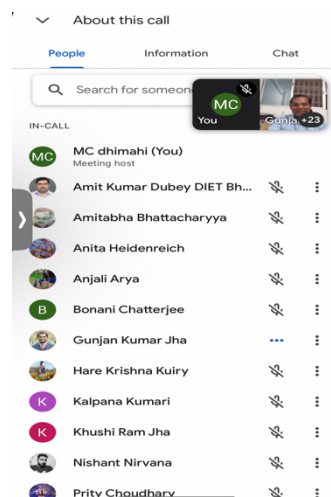 About this call
People Information Chat
Search for someon
MC
You Gunja. +23
IN-CALL
MC MC dhimahi (You)
Meeting host
Amit Kumar Dubey DIET Bh...
Amitabha Bhattacharyya
Anita Heidenreich
Anjali Arya
B Bonani Chatterjee
Gunjan Kumar Jha
Hare Krishna Kuiry
K Kalpana Kumari
K Khushi Ram Jha
Nishant Nirvana
Prity Choudhary